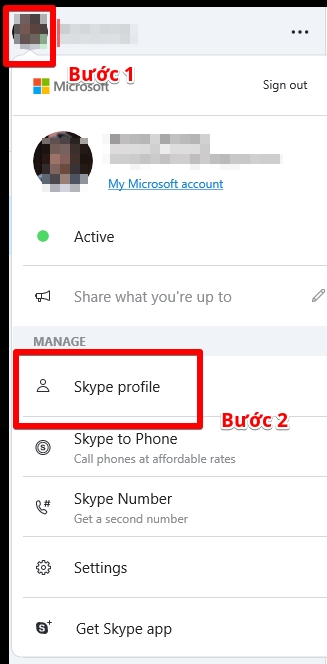 Bước 1
Microsoft
Sign out
My Microsoft account
Active
Share what you're up to
MANAGE
Skype profile
Bước 2
Skype to Phone
Call phones at affordable rates
Skype Number
Get a second number
Settings
Get Skype app